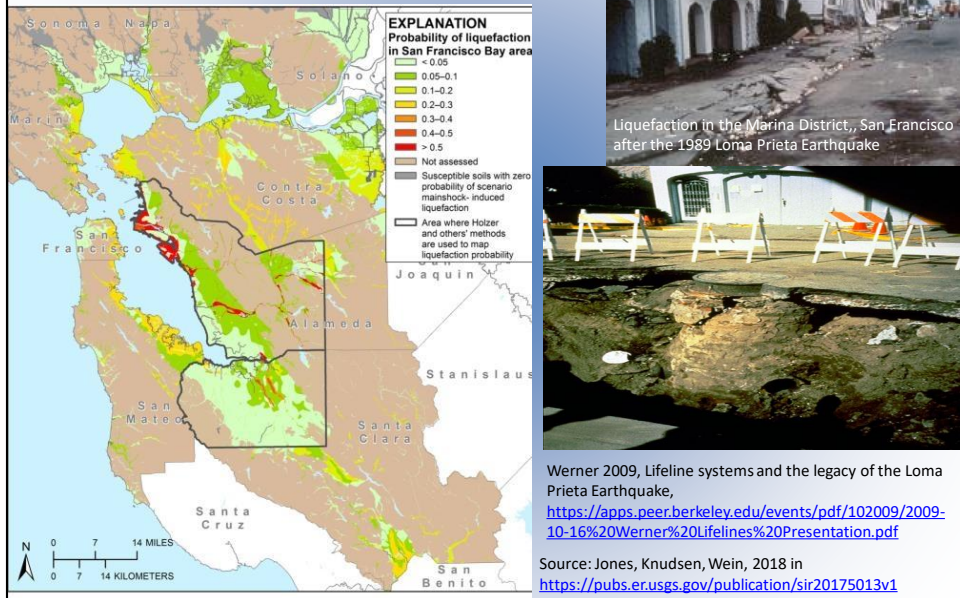 EXPLANATION
Probability of liquefaction
in San Francisco Bay area
< 0.05
0.05–0.1
0.1–0.2
0.2–0.3
0.3–0.4
0.4–0.5
> 0.5
Not assessed
Susceptible soils with zero
probability of scenario
mainshock- induced
liquefaction
Area where Holzer
and others' methods
are used to map
liquefaction probability
Sonoma
Napa
Solano
Marin
Contra
Costa
San
Francisco
San
Joaquin
Alameda
Stanislaus
San
Mateo
Santa
Clara
Santa
Cruz
San
Benito
N
0 7 14 MILES
0 7 14 KILOMETERS
Liquefaction in the Marina District,, San Francisco
after the 1989 Loma Prieta Earthquake
Werner 2009, Lifeline systems and the legacy of the Loma
Prieta Earthquake,
https://apps.peer.berkeley.edu/events/pdf/102009/2009-
10-16%20Werner%20Lifelines%20Presentation.pdf
Source: Jones, Knudsen, Wein, 2018 in
https://pubs.er.usgs.gov/publication/sir20175013v1